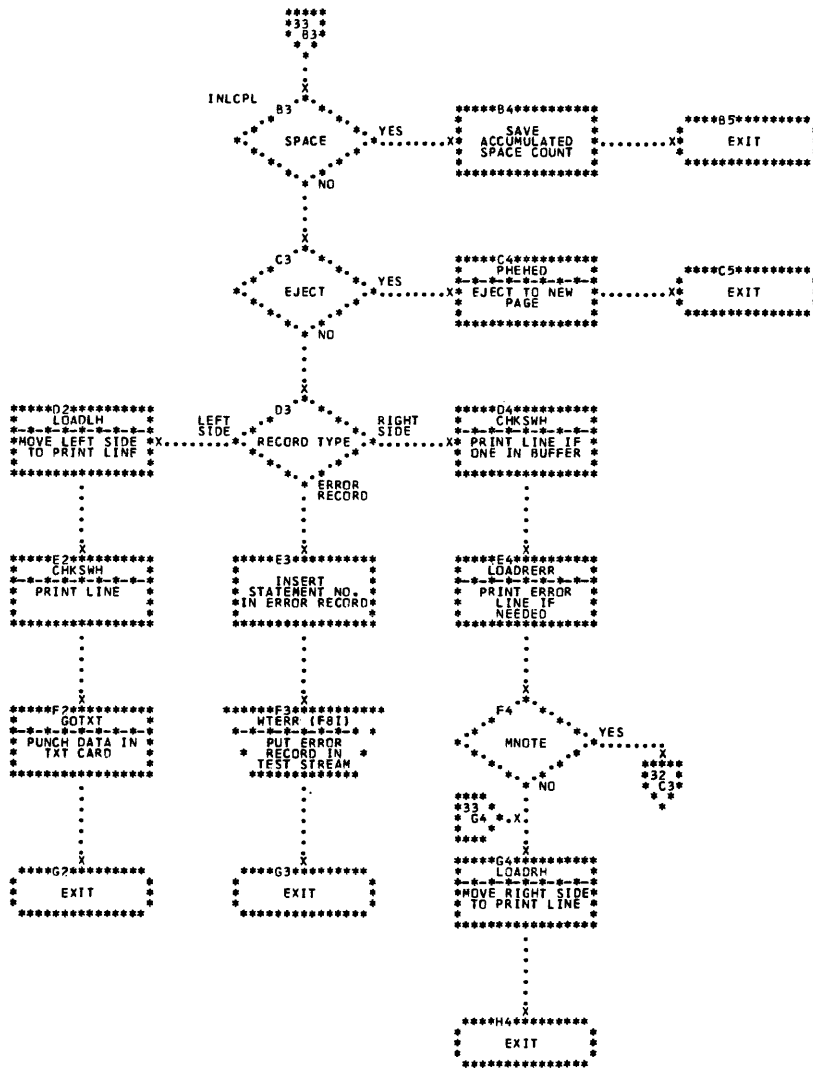 33
B3
INLCPL
B3
SPACE
YES
NO
B4
SAVE
ACCUMULATED
SPACE COUNT
B5
EXIT
C3
EJECT
YES
NO
C4
PHEHED
EJECT TO NEW
PAGE
C5
EXIT
D2
LOADLH
MOVE LEFT SIDE
TO PRINT LINE
LEFT
SIDE
D3
RECORD TYPE
RIGHT
SIDE
ERROR
RECORD
D4
CHKSWH
PRINT LINE IF
ONE IN BUFFER
E2
CHKSWH
PRINT LINE
E3
INSERT
STATEMENT NO.
IN ERROR RECORD
E4
LOADRERR
PRINT ERROR
LINE IF
NEEDED
F2
GOTXT
PUNCH DATA IN
TXT CARD
F3
WTERR (F8I)
PUT ERROR
RECORD IN
TEST STREAM
F4
MNOTE
YES
NO
32
C3
33
G4
G2
EXIT
G3
EXIT
G4
LOADRH
MOVE RIGHT SIDE
TO PRINT LINE
H4
EXIT